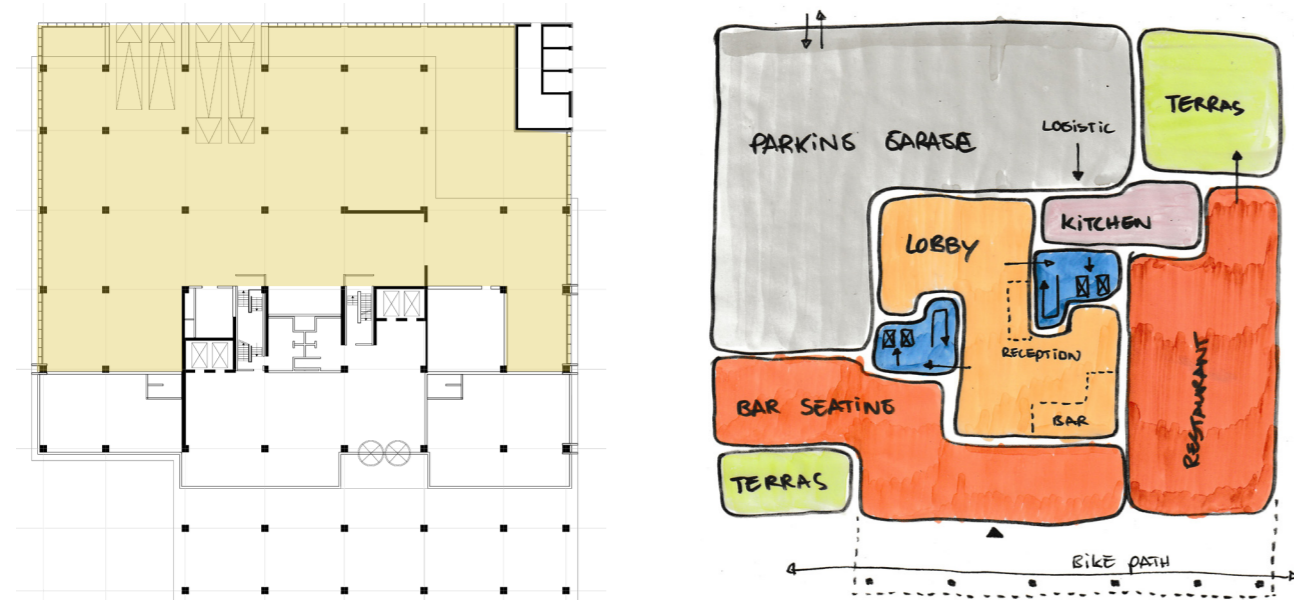 TERRAS
LOGISTIC
PARKING GARAGE
KITCHEN
LOBBY
RECEPTION
RESTAURANT
BAR SEATING
BAR
TERRAS
BIKE PATH